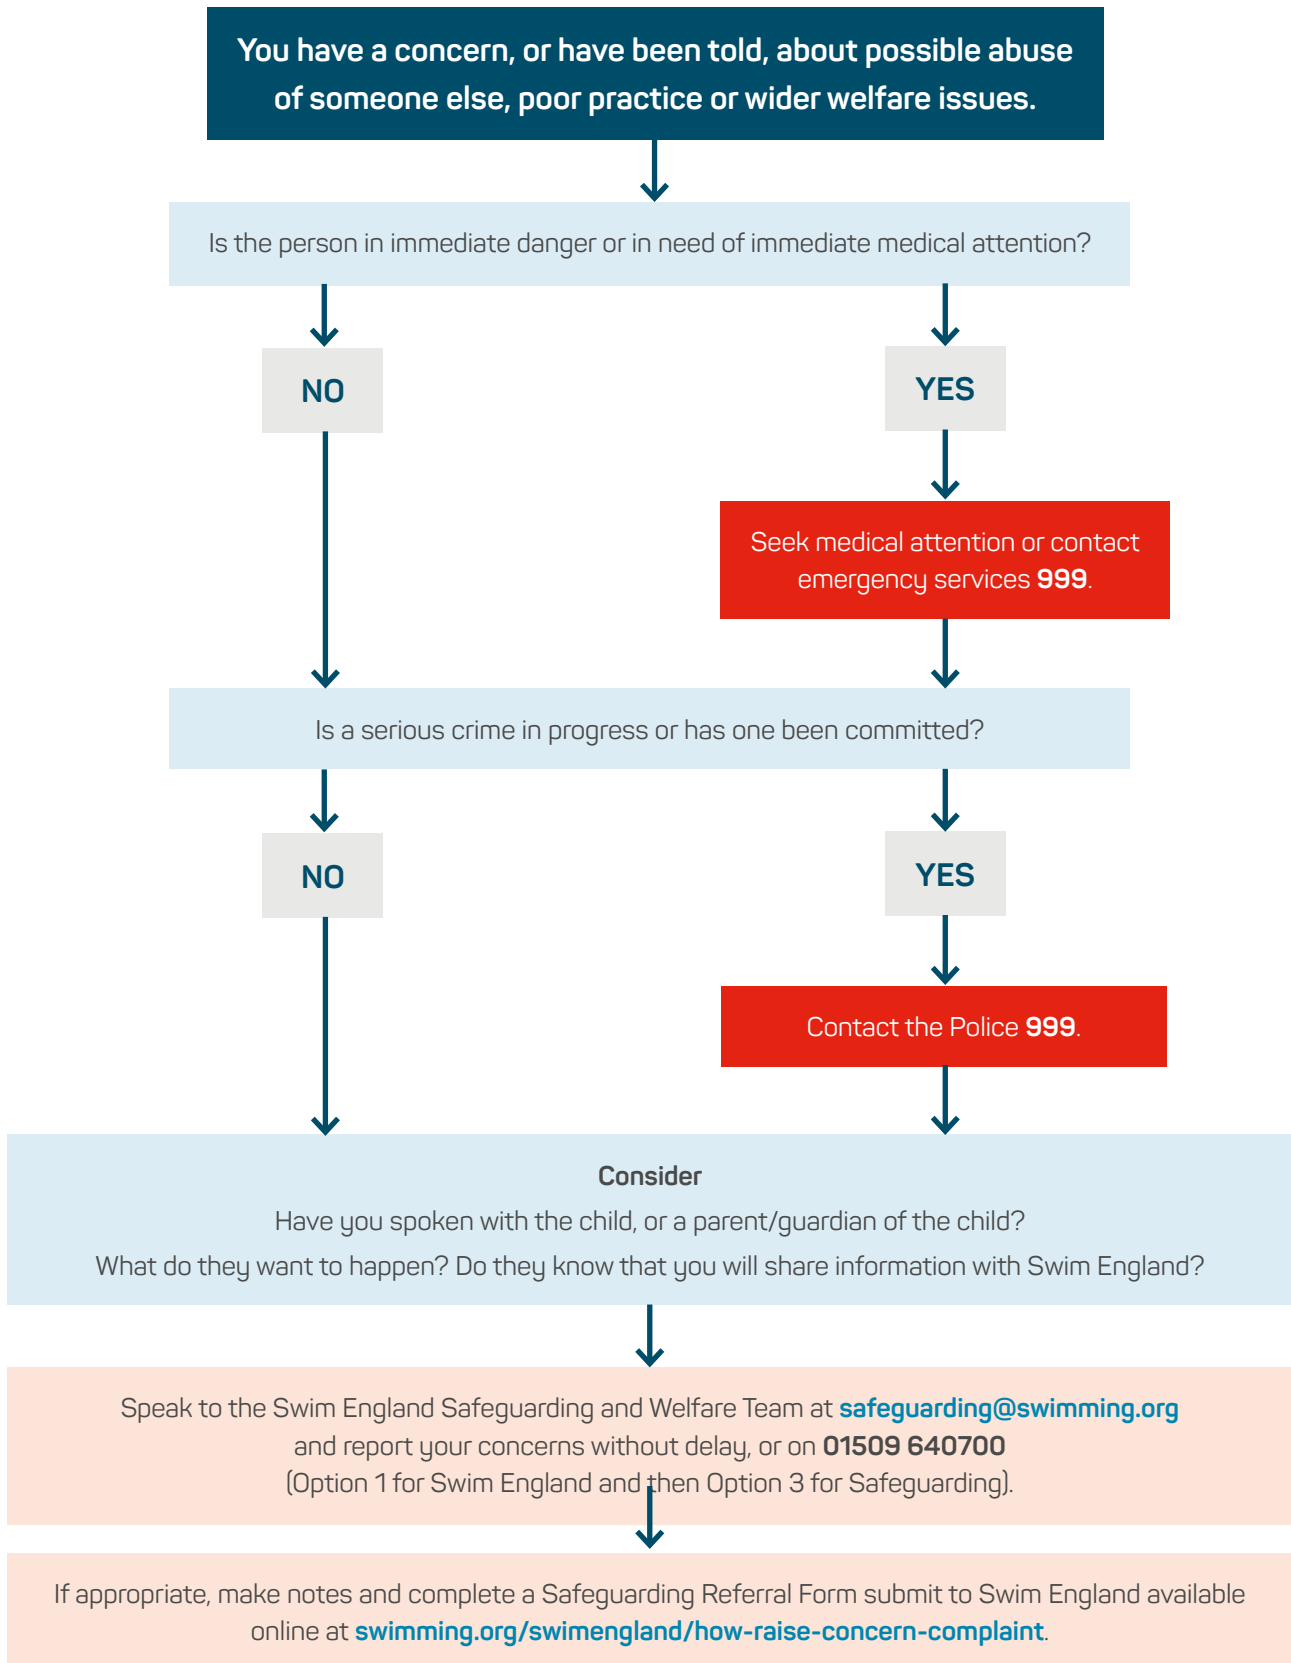 You have a concern, or have been told, about possible abuse
of someone else, poor practice or wider welfare issues.
Is the person in immediate danger or in need of immediate medical attention?
NO
YES
Seek medical attention or contact
emergency services 999.
Is a serious crime in progress or has one been committed?
NO
YES
Contact the Police 999.
Consider
Have you spoken with the child, or a parent/guardian of the child?
What do they want to happen? Do they know that you will share information with Swim England?
Speak to the Swim England Safeguarding and Welfare Team at safeguarding@swimming.org
and report your concerns without delay, or on 01509 640700
(Option 1 for Swim England and then Option 3 for Safeguarding).
If appropriate, make notes and complete a Safeguarding Referral Form submit to Swim England available
online at swimming.org/swimengland/how-raise-concern-complaint.